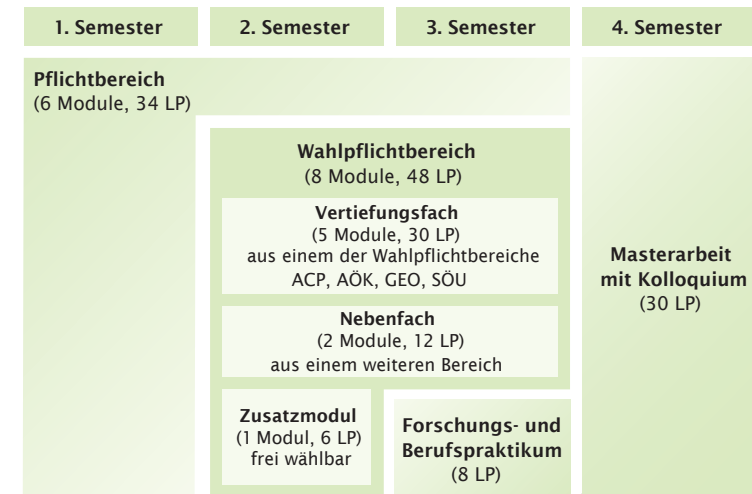 1. Semester
2. Semester
3. Semester
4. Semester
Pflichtbereich
(6 Module, 34 LP)
Wahlpflichtbereich
(8 Module, 48 LP)
Vertiefungsfach
(5 Module, 30 LP)
aus einem der Wahlpflichtbereiche
ACP, AÖK, GEO, SÖU
Nebenfach
(2 Module, 12 LP)
aus einem weiteren Bereich
Zusatzmodul
(1 Modul, 6 LP)
frei wählbar
Forschungs- und
Berufspraktikum
(8 LP)
Masterarbeit
mit Kolloquium
(30 LP)